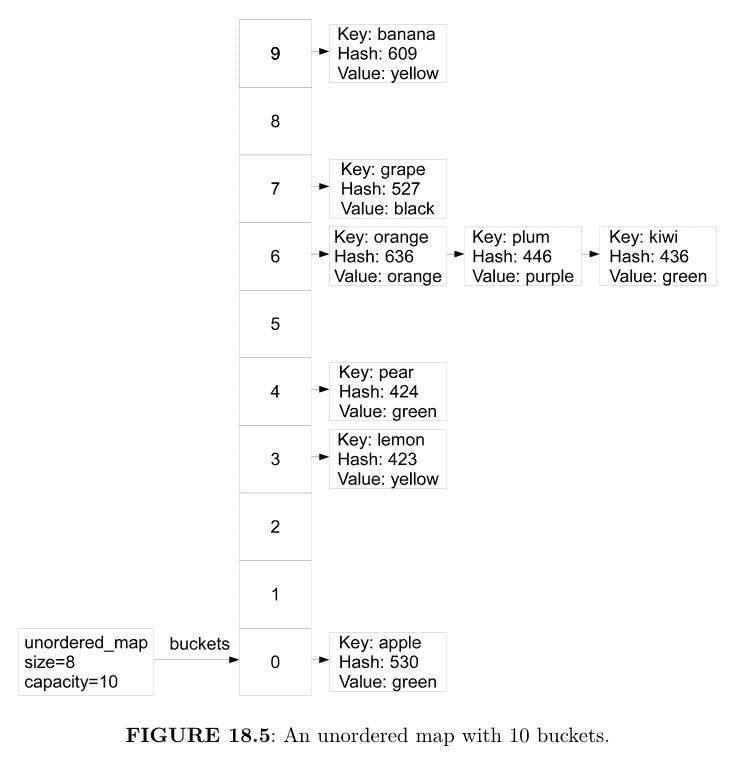 9
Key: banana
Hash: 609
Value: yellow
8
7
Key: grape
Hash: 527
Value: black
6
Key: orange
Hash: 636
Value: orange
Key: plum
Hash: 446
Value: purple
Key: kiwi
Hash: 436
Value: green
5
4
Key: pear
Hash: 424
Value: green
3
Key: lemon
Hash: 423
Value: yellow
2
1
unordered_map
size=8
capacity=10
buckets
0
Key: apple
Hash: 530
Value: green
FIGURE 18.5: An unordered map with 10 buckets.